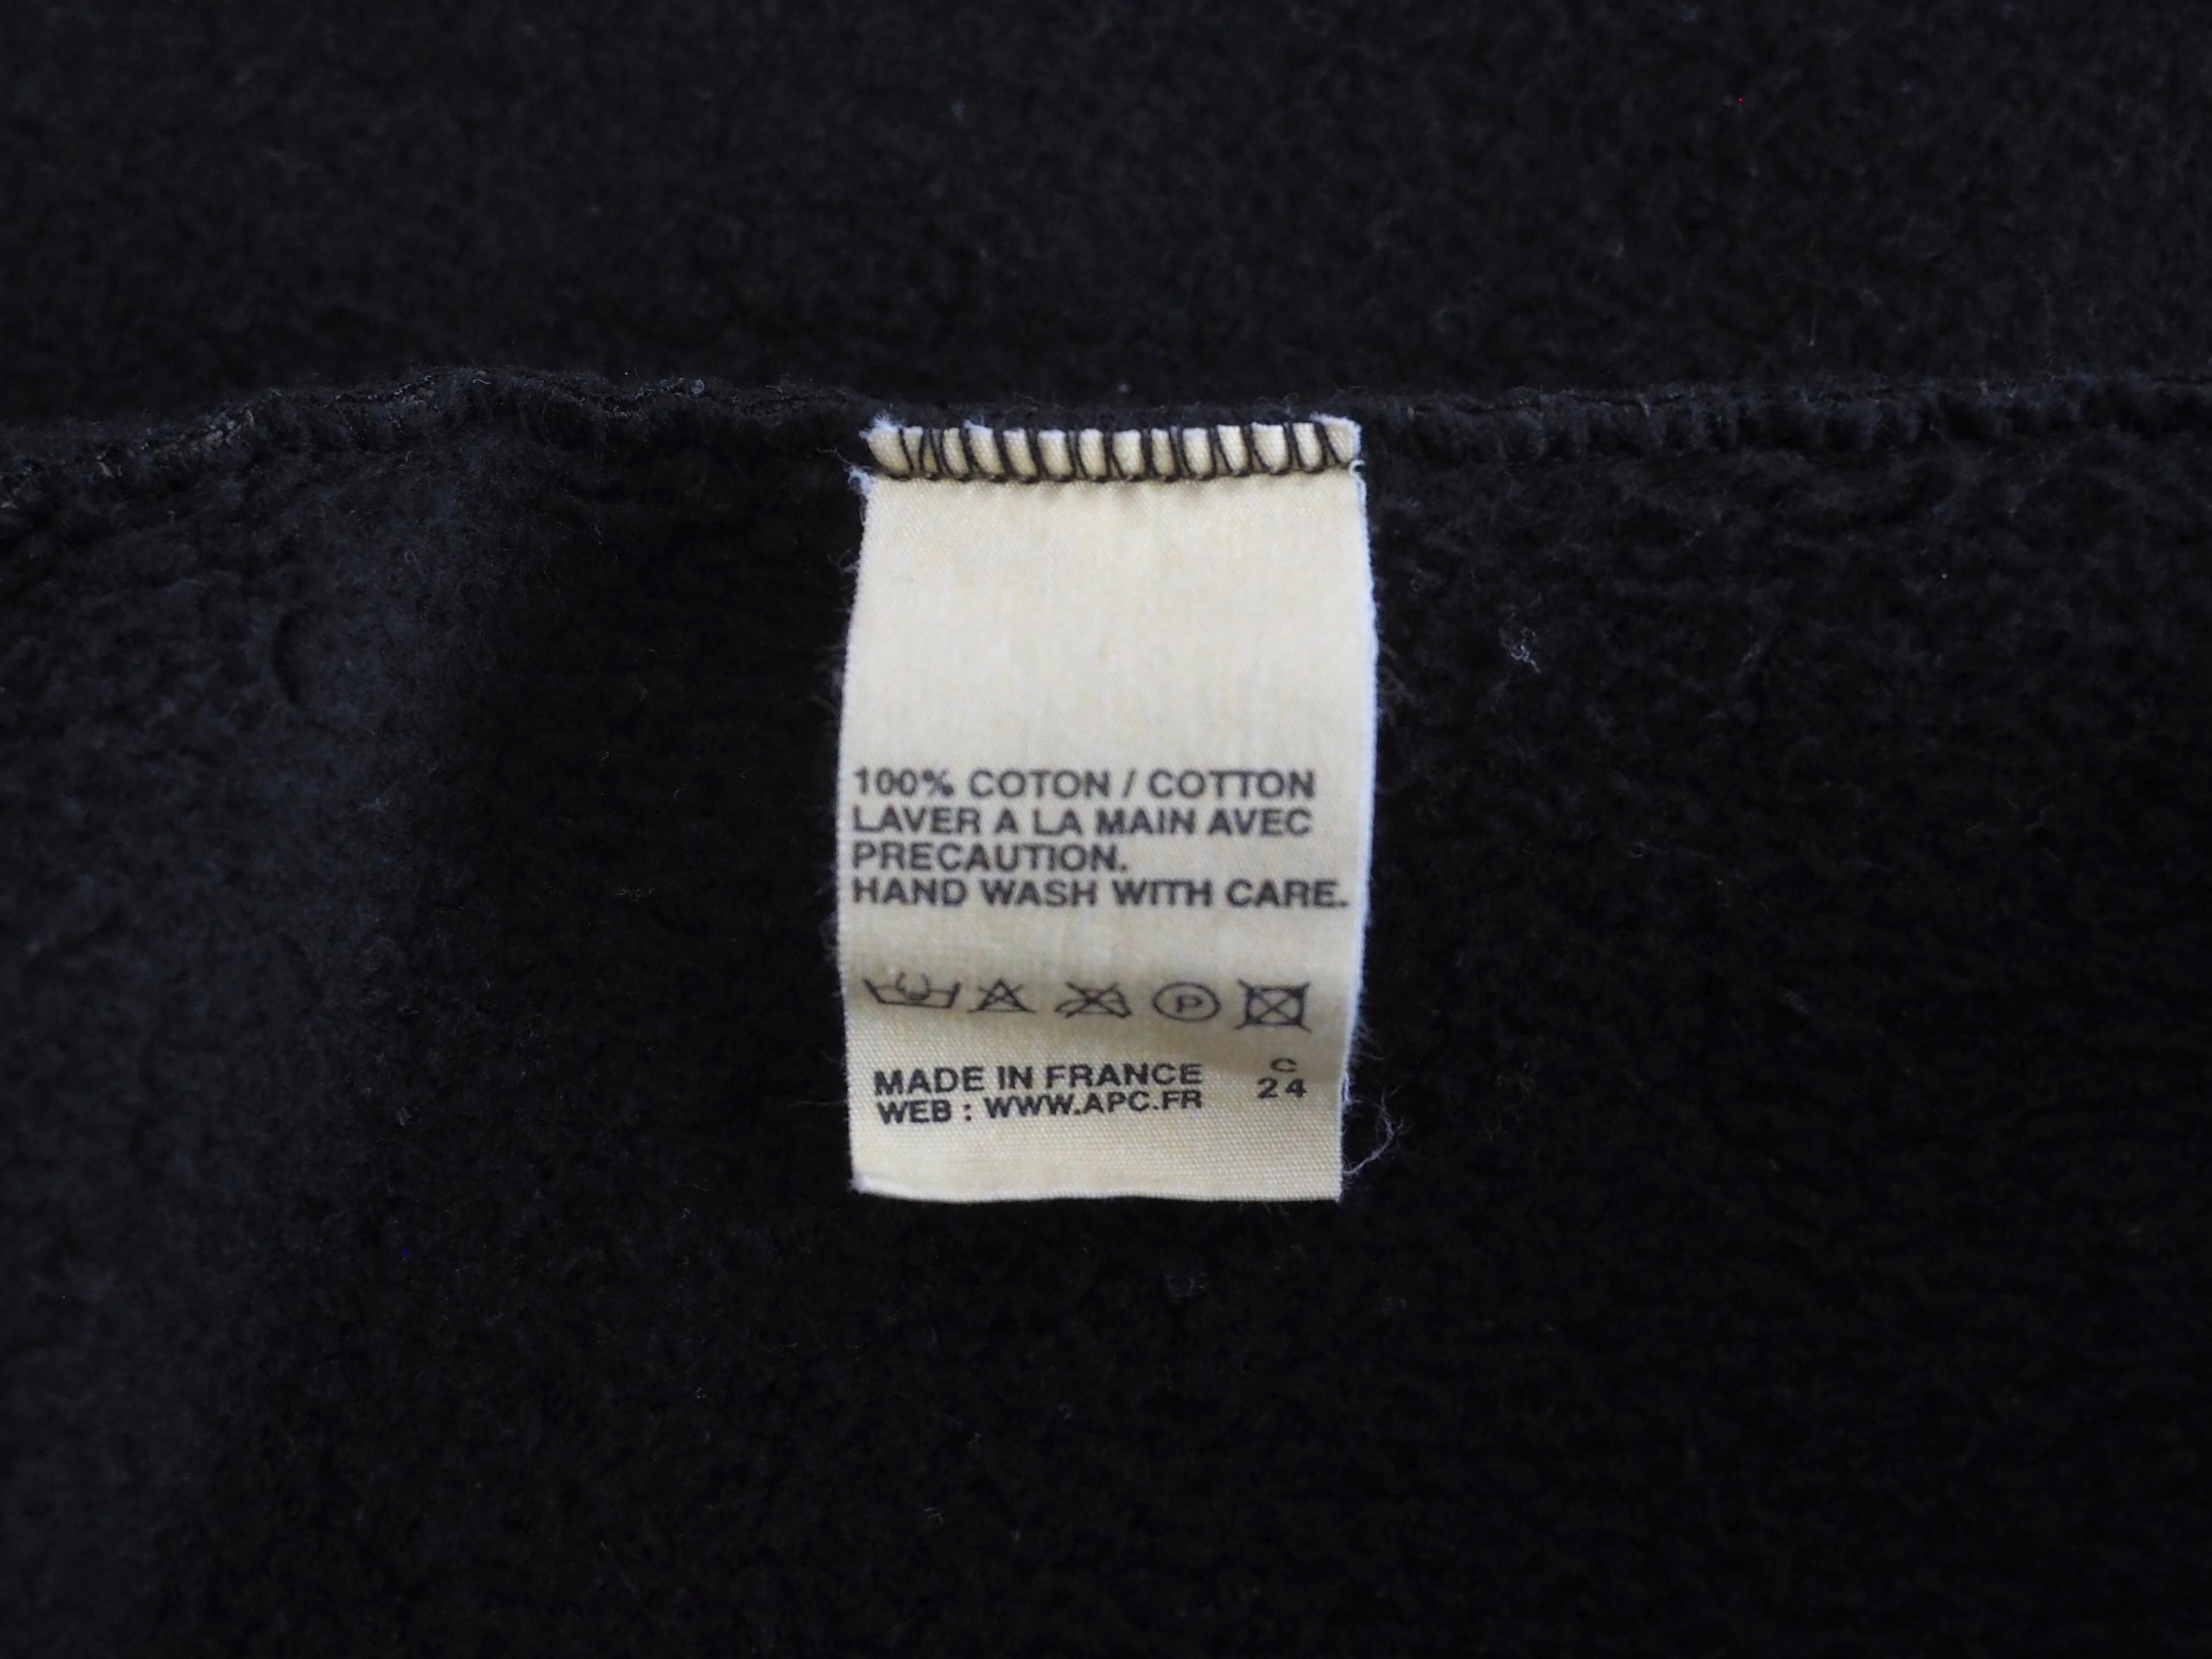 100% COTON / COTTON
LAVER A LA MAIN AVEC
PRECAUTION.
HAND WASH WITH CARE.
P
MADE IN FRANCE
WEB : WWW.APC.FR
C
24